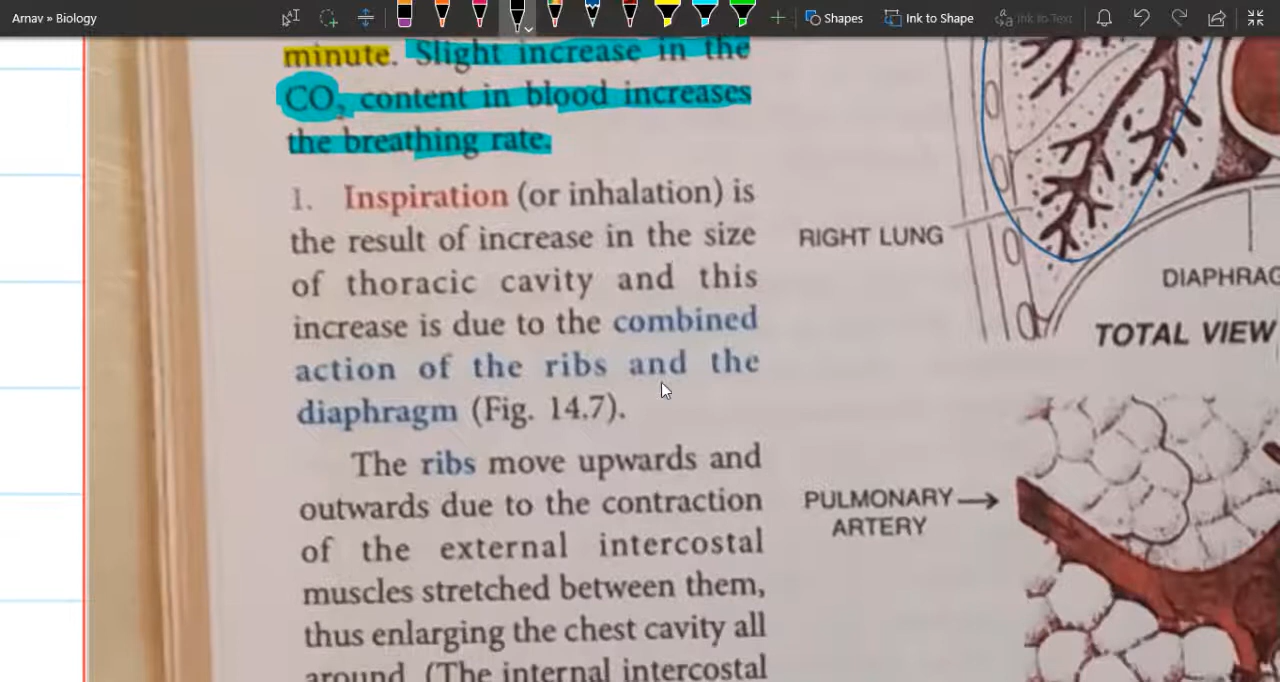 Arnav » Biology
Shapes
Ink to Shape
Ink to Text
minute. Slight increase in the
CO₂ content in blood increases
the breathing rate.
1. Inspiration (or inhalation) is
the result of increase in the size
of thoracic cavity and this
increase is due to the combined
action of the ribs and the
diaphragm (Fig. 14.7).
The ribs move upwards and
outwards due to the contraction
of the external intercostal
muscles stretched between them,
thus enlarging the chest cavity all
around. (The internal intercostal
RIGHT LUNG
DIAPHRAG
TOTAL VIEW
PULMONARY
ARTERY